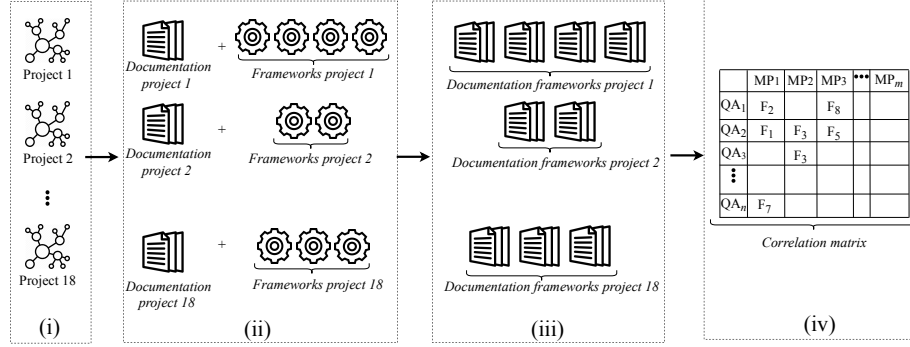 Project 1
Project 2
Project 18
(i)
Documentation
project 1
+
Frameworks project 1
Documentation
project 2
+
Frameworks project 2
Documentation
project 18
+
Frameworks project 18
(ii)
Documentation frameworks project 1
Documentation frameworks project 2
Documentation frameworks project 18
(iii)
MP1 MP2 MP3 ••• MPm
QA1 F2 F8
QA2 F1 F3 F5
QA3 F3
QAn F7
Correlation matrix
(iv)